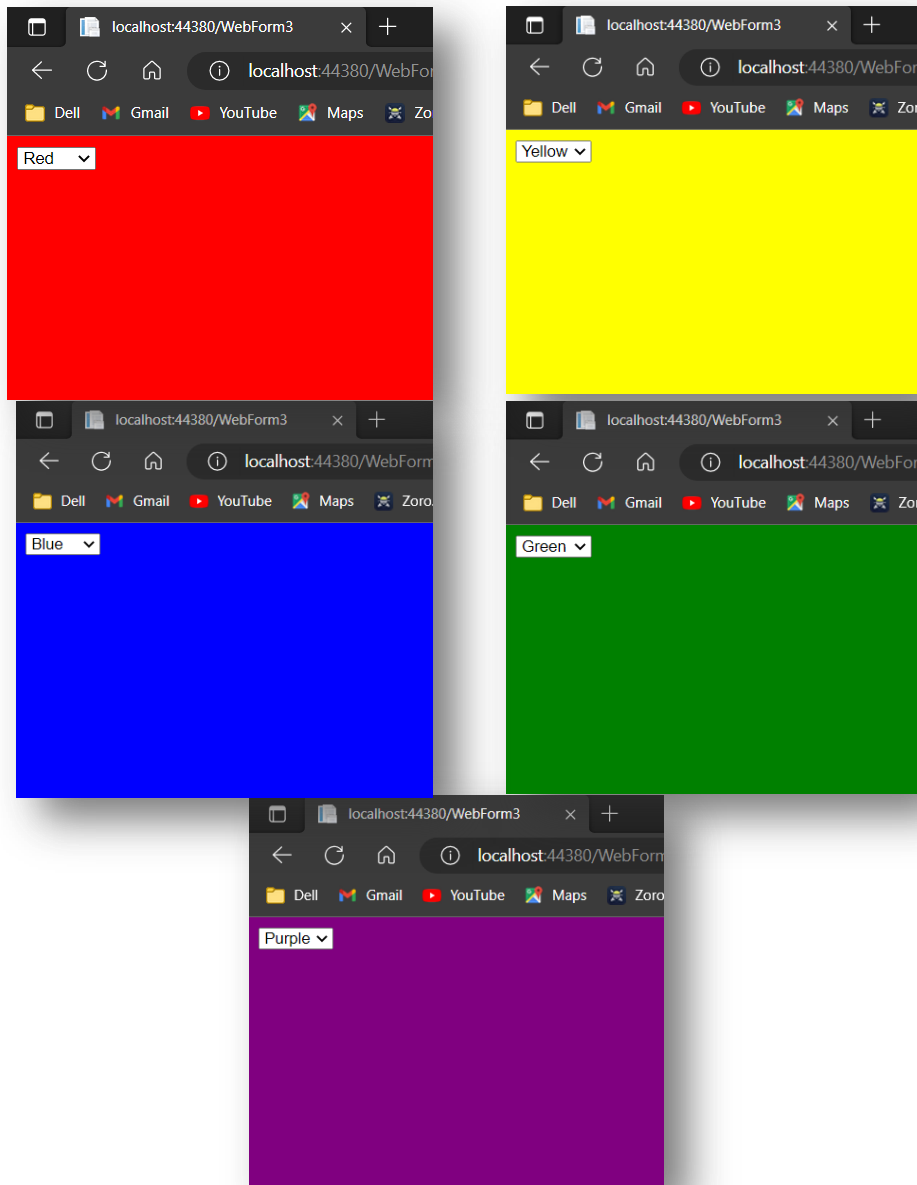 localhost:44380/WebForm3
localhost:44380/WebFor
Dell Gmail YouTube Maps Zo
Red
localhost:44380/WebForm3
localhost:44380/WebFor
Dell Gmail YouTube Maps Zor
Yellow
localhost:44380/WebForm3
localhost:44380/WebForm
Dell Gmail YouTube Maps Zoro.
Blue
localhost:44380/WebForm3
localhost:44380/WebFor
Dell Gmail YouTube Maps Zor
Green
localhost:44380/WebForm3
localhost:44380/WebForm
Dell Gmail YouTube Maps Zoro
Purple